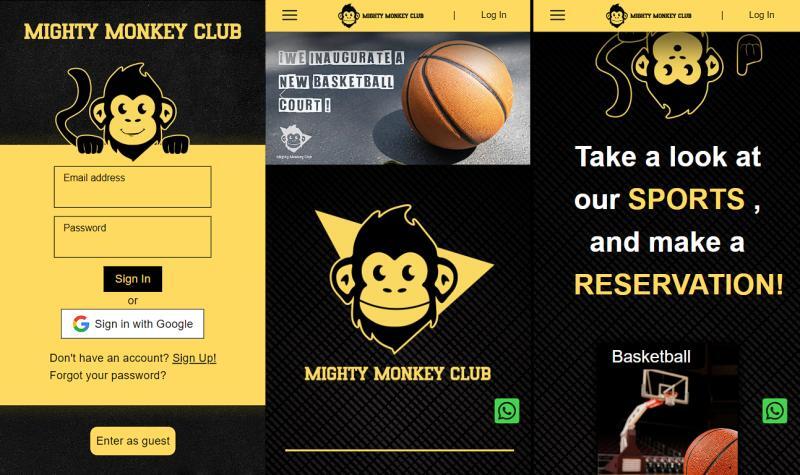 MIGHTY MONKEY CLUB
Email address
Password
Sign In
or
Sign in with Google
Don't have an account? Sign Up!
Forgot your password?
Enter as guest
MIGHTY MONKEY CLUB | Log In
¡WE INAUGURATE A
NEW BASKETBALL
COURT !
Mighty Monkey Club
MIGHTY MONKEY CLUB
MIGHTY MONKEY CLUB | Log In
Take a look at
our SPORTS ,
and make a
RESERVATION!
Basketball